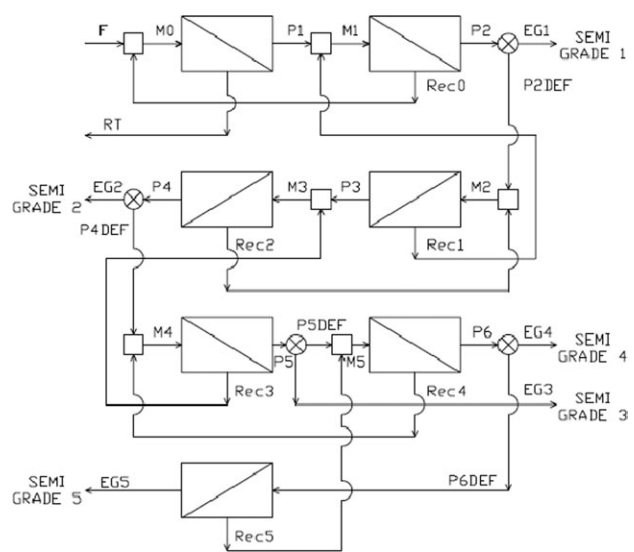 F
M0
P1
M1
P2
EG1
SEMI
GRADE 1
Rec0
P2DEF
RT
SEMI
GRADE 2
EG2
P4
M3
P3
M2
P4DEF
Rec2
Rec1
M4
P5
P5DEF
M5
P6
EG4
SEMI
GRADE 4
Rec3
Rec4
EG3
SEMI
GRADE 3
SEMI
GRADE 5
EG5
P6DEF
Rec5